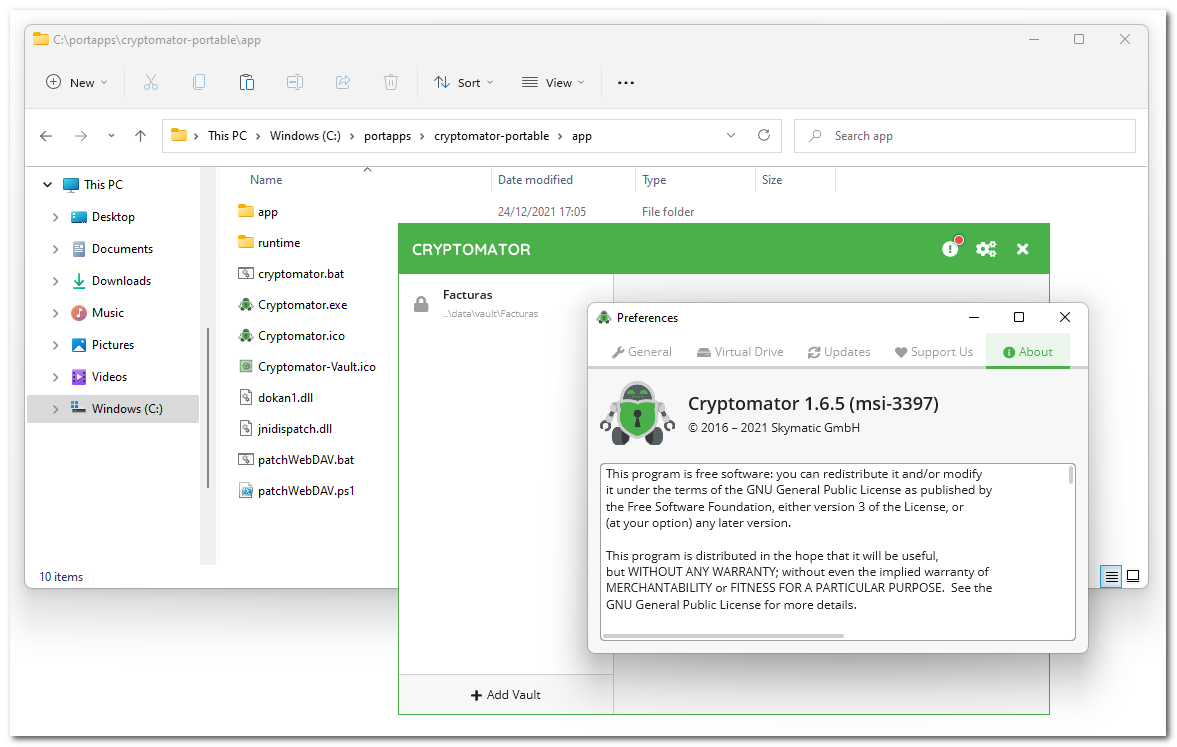 C:\portapps\cryptomator-portable\app
New
Sort
View
This PC > Windows (C:) > portapps > cryptomator-portable > app
Search app
This PC
Desktop
Documents
Downloads
Music
Pictures
Videos
Windows (C:)
Name
Date modified
Type
Size
app
24/12/2021 17:05
File folder
runtime
cryptomator.bat
Cryptomator.exe
Cryptomator.ico
Cryptomator-Vault.ico
dokan1.dll
jnidispatch.dll
patchWebDAV.bat
patchWebDAV.ps1
10 items
CRYPTOMATOR
Facturas
..\data\vault\Facturas
Add Vault
Preferences
General
Virtual Drive
Updates
Support Us
About
Cryptomator 1.6.5 (msi-3397)
© 2016 – 2021 Skymatic GmbH
This program is free software: you can redistribute it and/or modify
it under the terms of the GNU General Public License as published by
the Free Software Foundation, either version 3 of the License, or
(at your option) any later version.
This program is distributed in the hope that it will be useful,
but WITHOUT ANY WARRANTY; without even the implied warranty of
MERCHANTABILITY or FITNESS FOR A PARTICULAR PURPOSE.  See the
GNU General Public License for more details.